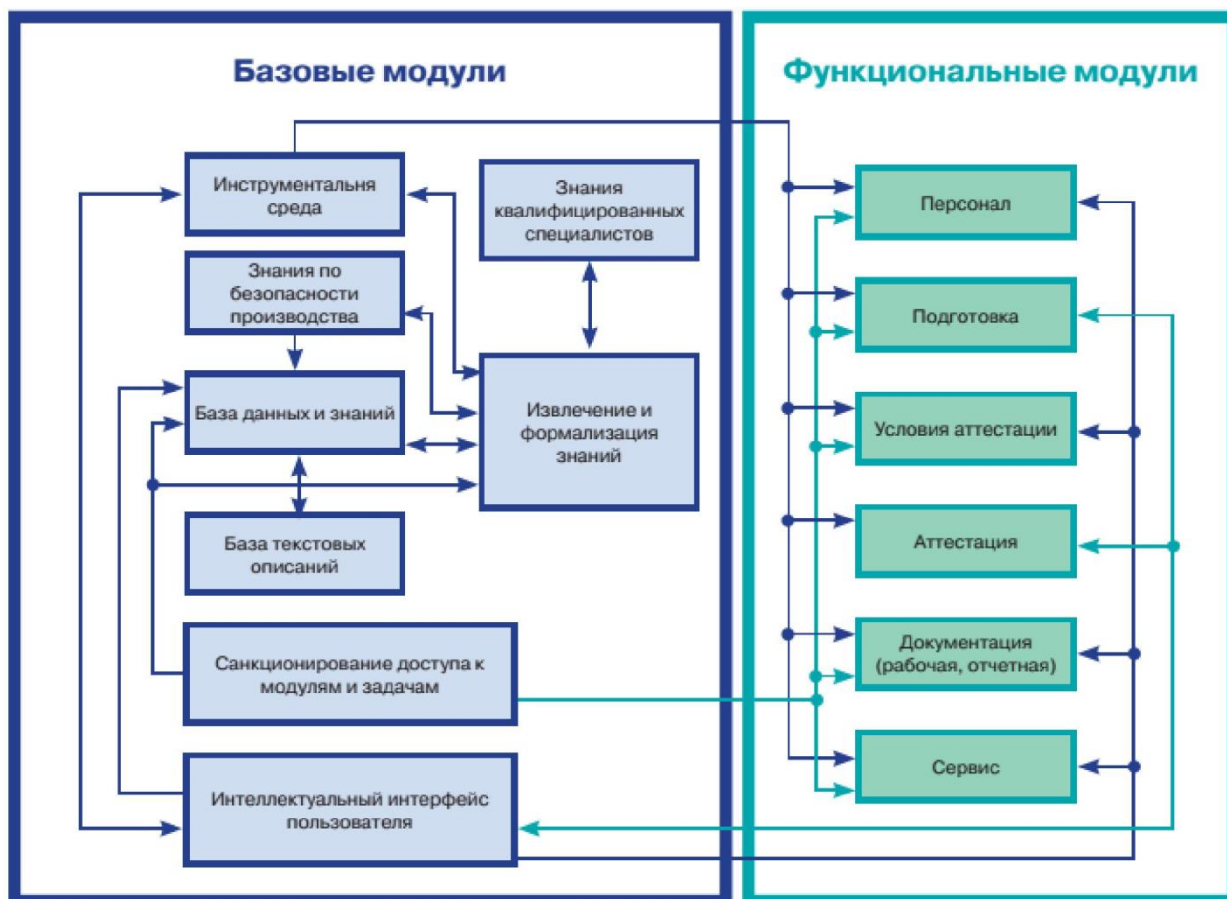 Базовые модули
Инструментальня
среда
Знания
квалифицированных
специалистов
Знания по
безопасности
производства
База данных и знаний
Извлечение и
формализация
знаний
База текстовых
описаний
Санкционирование доступа к
модулям и задачам
Интеллектуальный интерфейс
пользователя
Функциональные модули
Персонал
Подготовка
Условия аттестации
Аттестация
Документация
(рабочая, отчетная)
Сервис